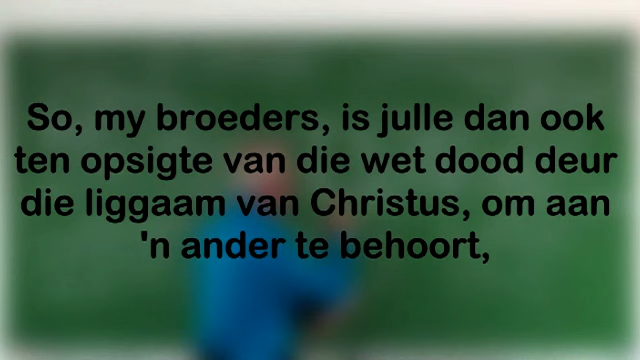 So, my broeders, is julle dan ook
ten opsigte van die wet dood deur
die liggaam van Christus, om aan
'n ander te behoort,